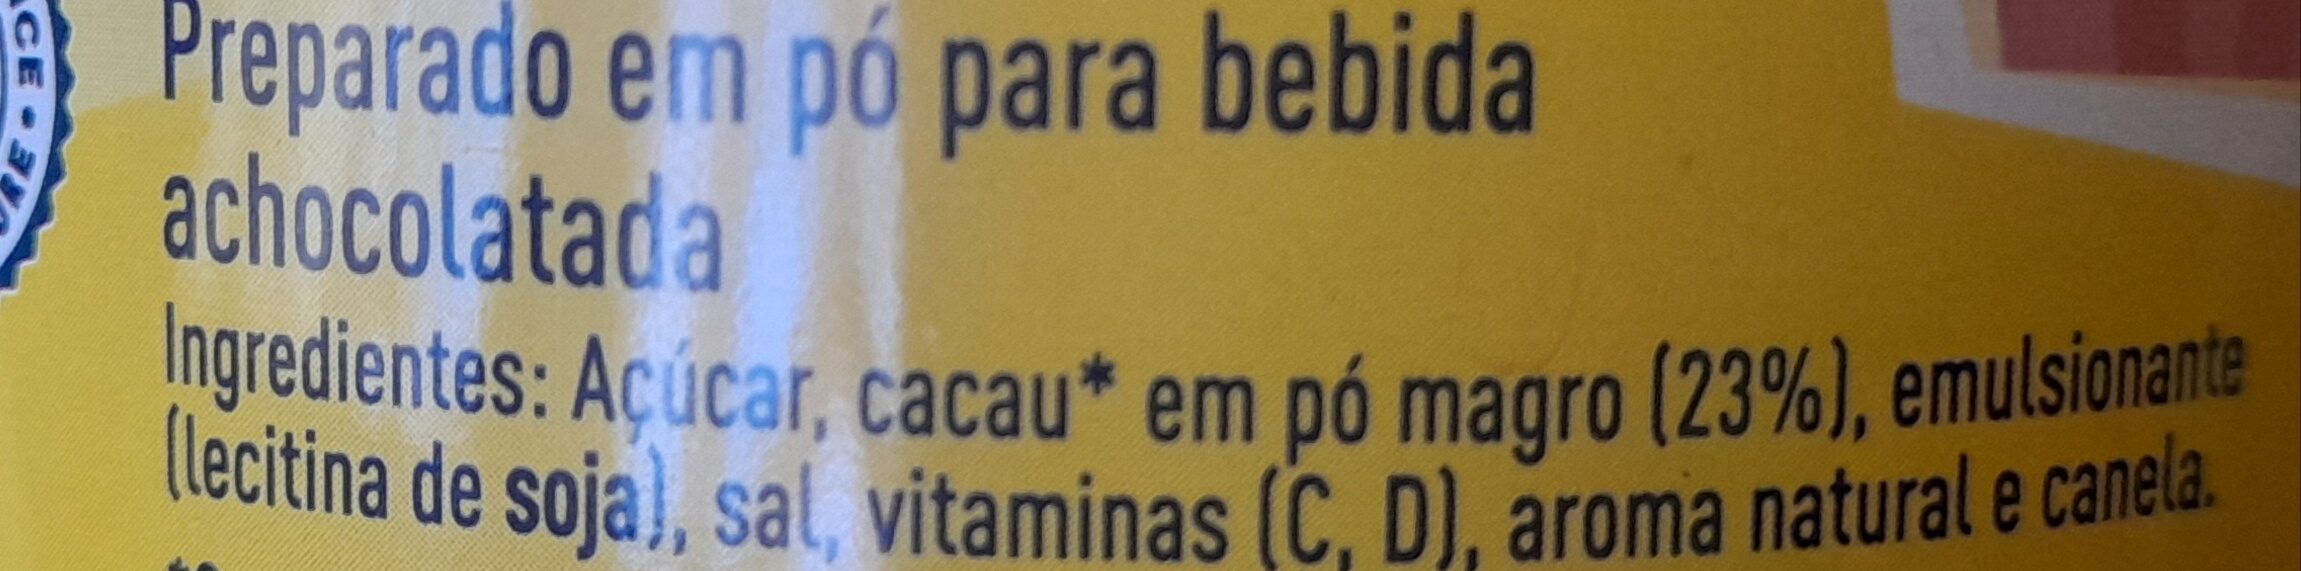 Preparado em pó para bebida
achocolatada
Ingredientes: Açúcar, cacau* em pó magro (23%), emulsionante
(lecitina de soja), sal, vitaminas (C, D), aroma natural e canela.